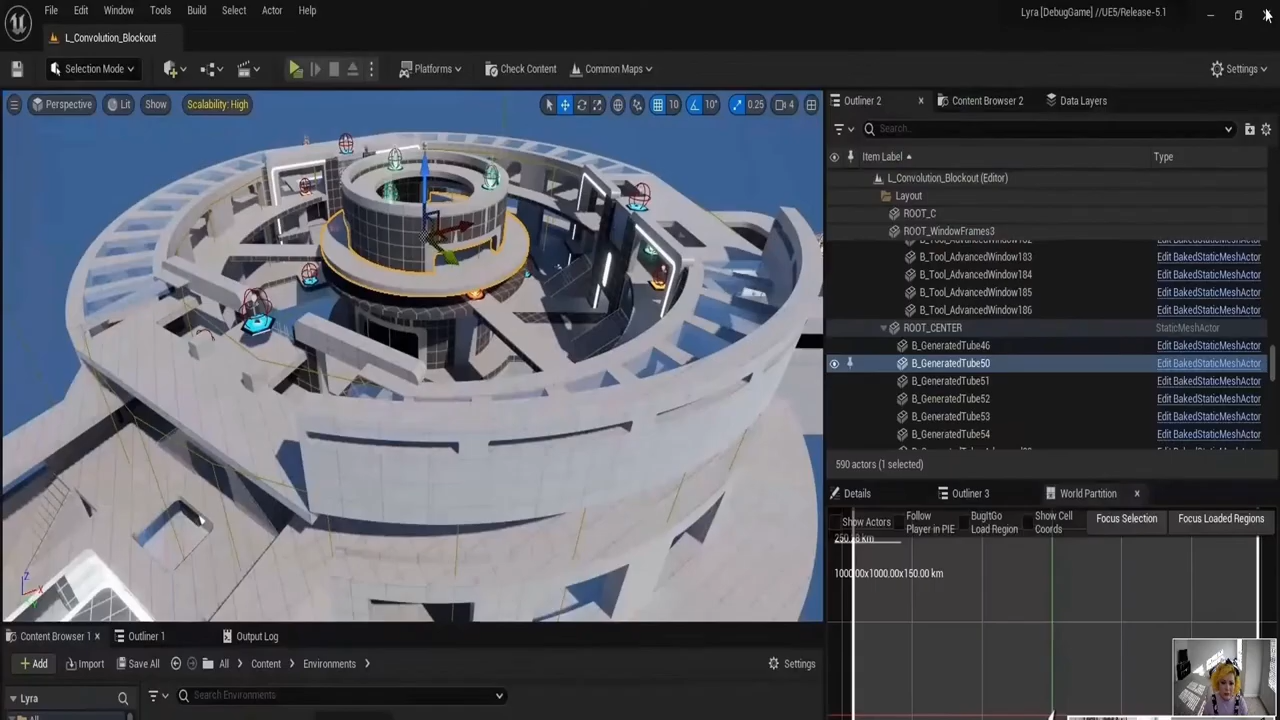 File Edit Window Tools Build Select Actor Help
Lyra [DebugGame] //UE5/Release-5.1
L_Convolution_Blockout
Selection Mode Platforms Check Content Common Maps Settings
Perspective Lit Show Scalability: High 10 10° 0.25 4
Outliner 2 Content Browser 2 Data Layers
Search...
Item Label Type
L_Convolution_Blockout (Editor)
Layout
ROOT_C
ROOT_WindowFrames3
Edit BakedStaticMeshActor
B_Tool_AdvancedWindow183 Edit BakedStaticMeshActor
B_Tool_AdvancedWindow184 Edit BakedStaticMeshActor
B_Tool_AdvancedWindow185 Edit BakedStaticMeshActor
B_Tool_AdvancedWindow186 Edit BakedStaticMeshActor
ROOT_CENTER StaticMeshActor
B_GeneratedTube46 Edit BakedStaticMeshActor
B_GeneratedTube50 Edit BakedStaticMeshActor
B_GeneratedTube51 Edit BakedStaticMeshActor
B_GeneratedTube52 Edit BakedStaticMeshActor
B_GeneratedTube53 Edit BakedStaticMeshActor
B_GeneratedTube54 Edit BakedStaticMeshActor
590 actors (1 selected)
Details Outliner 3 World Partition
Show Actors Follow Player in PIE BugItGo Load Region Show Cell Coords Focus Selection Focus Loaded Regions
1000.00x1000.00x150.00 km
Z X
Content Browser 1 Outliner 1 Output Log
Add Import Save All All Content Environments Settings
Lyra Search Environments